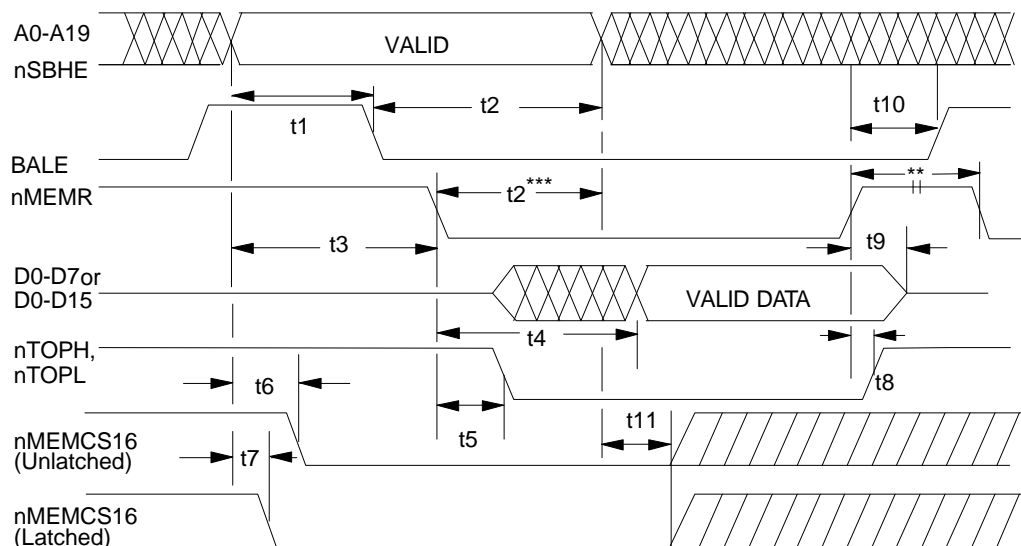 A0-A19
VALID
nSBHE
t1
t2
t10
BALE
nMEMR
t2***
**
t3
t9
D0-D7or
D0-D15
VALID DATA
t4
nTOPH,
nTOPL
t6
t8
t5
t11
nMEMCS16
(Unlatched)
t7
nMEMCS16
(Latched)